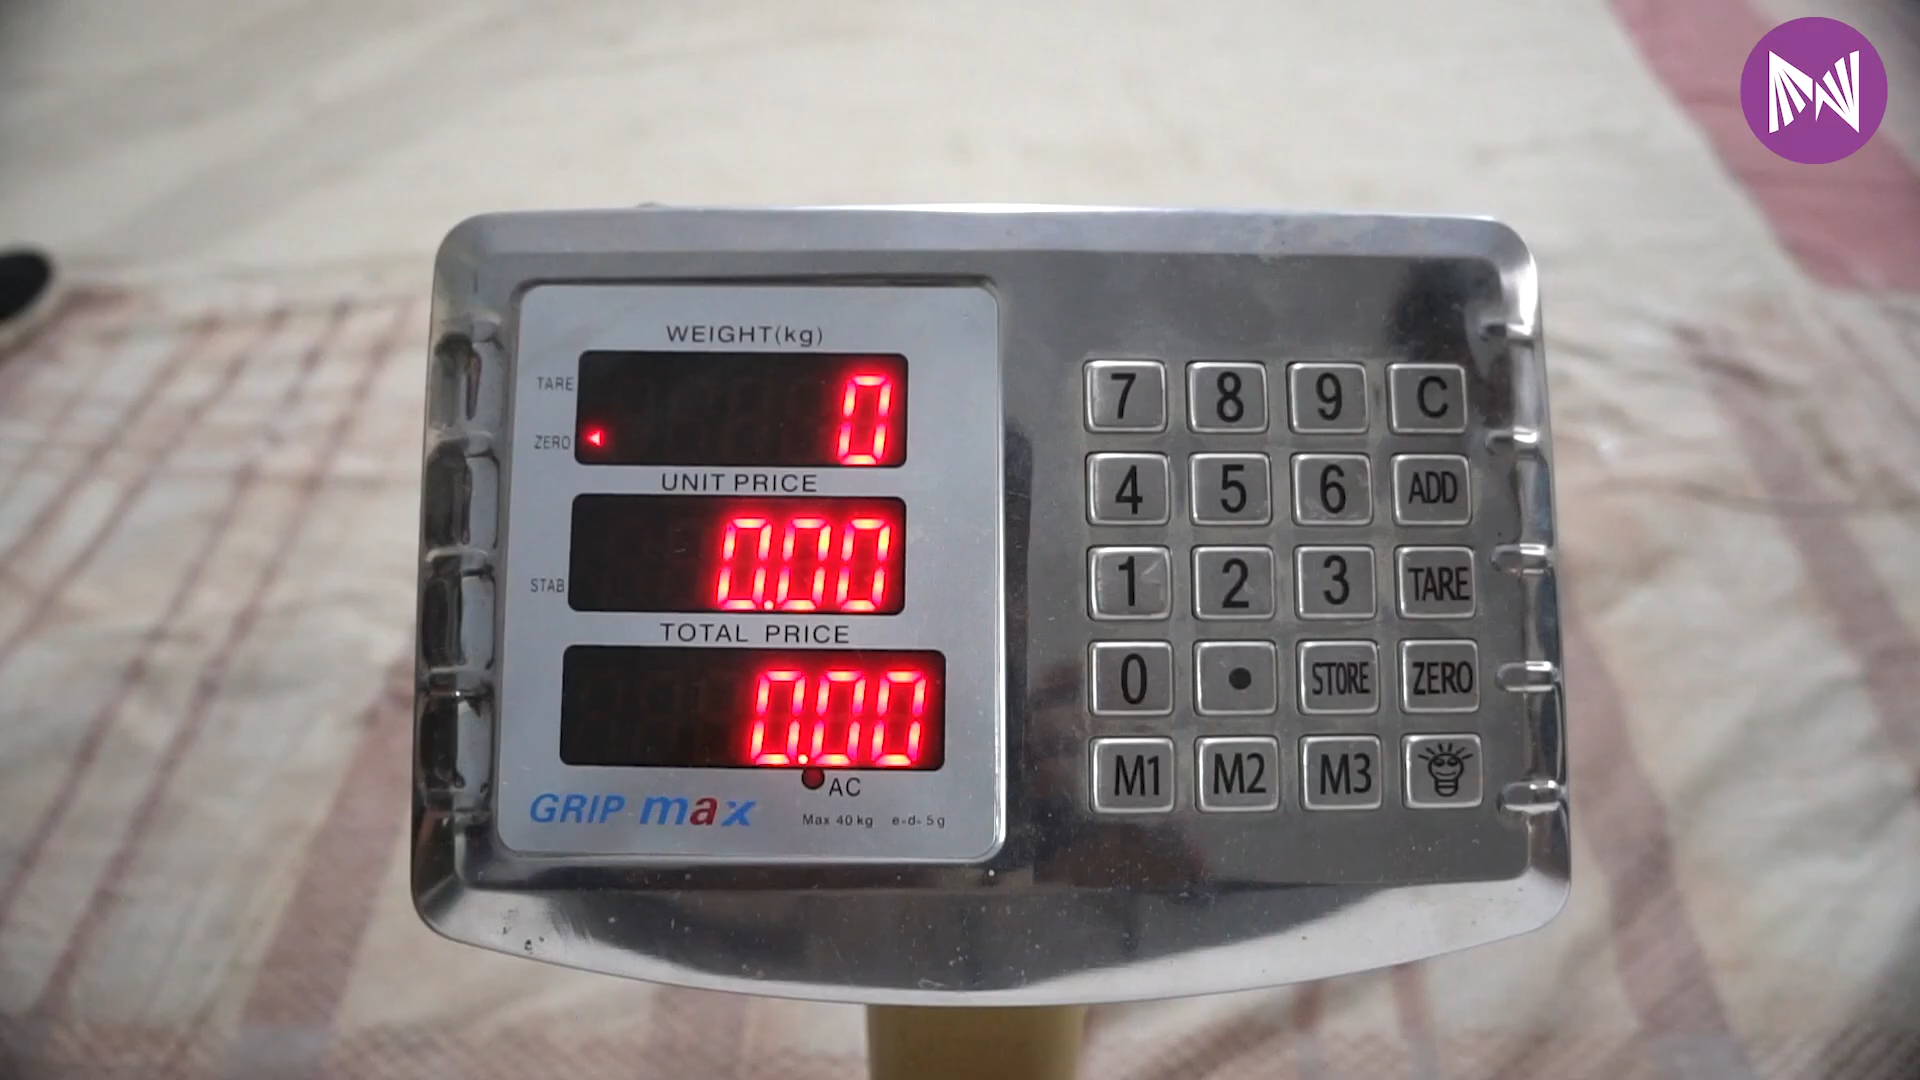 WEIGHT(kg)
TARE
ZERO
0
UNIT PRICE
STAB
0.00
TOTAL PRICE
0.00
AC
GRIP max
Max 40 kg e=d=5g
7 8 9 C
4 5 6 ADD
1 2 3 TARE
0 . STORE ZERO
M1 M2 M3